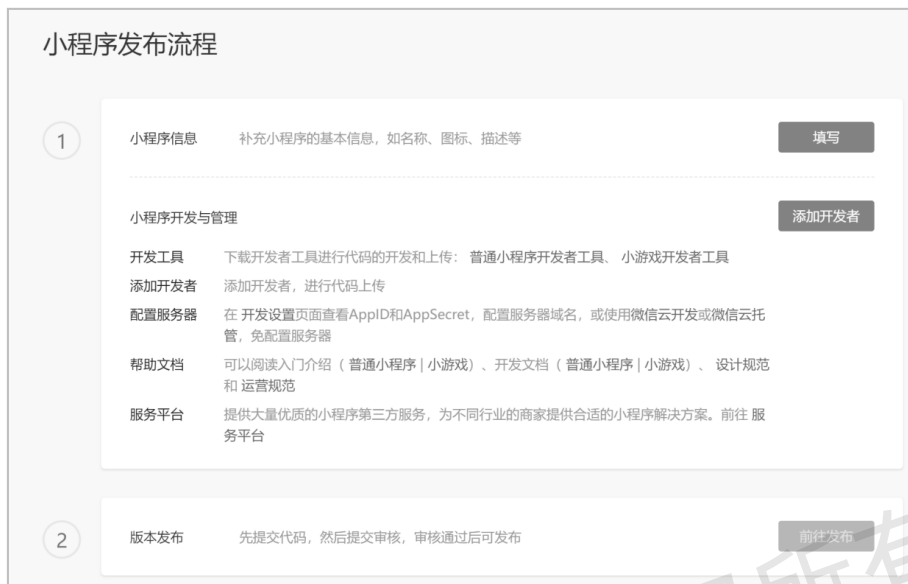 小程序发布流程
1
小程序信息 补充小程序的基本信息，如名称、图标、描述等 填写
小程序开发与管理 添加开发者
开发工具 下载开发者工具进行代码的开发和上传： 普通小程序开发者工具、 小游戏开发者工具
添加开发者 添加开发者，进行代码上传
配置服务器 在 开发设置页面查看AppID和AppSecret，配置服务器域名，或使用微信云开发或微信云托
管，免配置服务器
帮助文档 可以阅读入门介绍（ 普通小程序 | 小游戏）、开发文档（ 普通小程序 | 小游戏）、 设计规范
和 运营规范
服务平台 提供大量优质的小程序第三方服务，为不同行业的商家提供合适的小程序解决方案。前往 服
务平台
2
版本发布 先提交代码，然后提交审核，审核通过后可发布 前往发布
所有